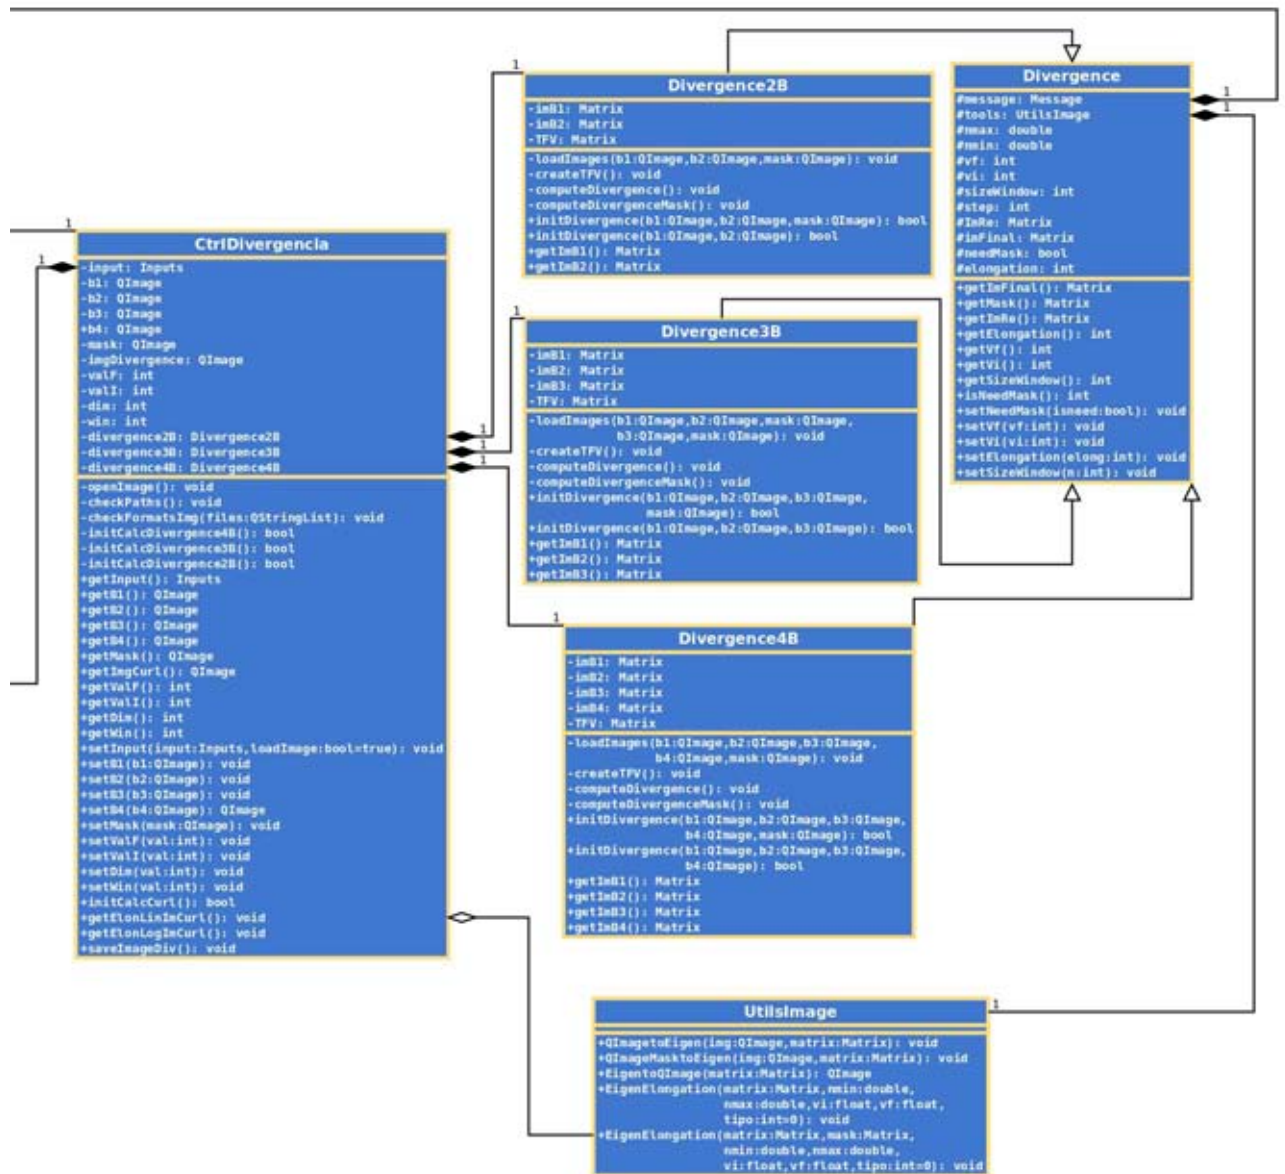 1
1
CtrlDivergencia
-input: Inputs
-b1: QImage
-b2: QImage
-b3: QImage
+b4: QImage
-mask: QImage
-imgDivergence: QImage
-valF: int
-valI: int
-dim: int
-win: int
-divergence2B: Divergence2B
-divergence3B: Divergence3B
-divergence4B: Divergence4B
-openImage(): void
-checkPaths(): void
-checkFormatsImg(files:QStringList): void
-initCalcDivergence4B(): bool
-initCalcDivergence3B(): bool
-initCalcDivergence2B(): bool
+getInput(): Inputs
+getB1(): QImage
+getB2(): QImage
+getB3(): QImage
+getB4(): QImage
+getMask(): QImage
+getImgCurl(): QImage
+getValF(): int
+getValI(): int
+getDim(): int
+getWin(): int
+setInput(input:Inputs,loadImage:bool=true): void
+setB1(b1:QImage): void
+setB2(b2:QImage): void
+setB3(b3:QImage): void
+setB4(b4:QImage): QImage
+setMask(mask:QImage): void
+setValF(val:int): void
+setValI(val:int): void
+setDim(val:int): void
+setWin(val:int): void
+initCalcCurl(): bool
+getElonLinImCurl(): void
+getElonLogImCurl(): void
+saveImageDiv(): void
1
1
1
1
Divergence2B
-imB1: Matrix
-imB2: Matrix
-TFV: Matrix
-loadImages(b1:QImage,b2:QImage,mask:QImage): void
-createTFV(): void
-computeDivergence(): void
-computeDivergenceMask(): void
+initDivergence(b1:QImage,b2:QImage,mask:QImage): bool
+initDivergence(b1:QImage,b2:QImage): bool
+getImB1(): Matrix
+getImB2(): Matrix
1
Divergence3B
-imB1: Matrix
-imB2: Matrix
-imB3: Matrix
-TFV: Matrix
-loadImages(b1:QImage,b2:QImage,mask:QImage,
b3:QImage,mask:QImage): void
-createTFV(): void
-computeDivergence(): void
-computeDivergenceMask(): void
+initDivergence(b1:QImage,b2:QImage,b3:QImage,
mask:QImage): bool
+initDivergence(b1:QImage,b2:QImage,b3:QImage): bool
+getImB1(): Matrix
+getImB2(): Matrix
+getImB3(): Matrix
1
Divergence4B
-imB1: Matrix
-imB2: Matrix
-imB3: Matrix
-imB4: Matrix
-TFV: Matrix
-loadImages(b1:QImage,b2:QImage,b3:QImage,
b4:QImage,mask:QImage): void
-createTFV(): void
-computeDivergence(): void
-computeDivergenceMask(): void
+initDivergence(b1:QImage,b2:QImage,b3:QImage,
b4:QImage,mask:QImage): bool
+initDivergence(b1:QImage,b2:QImage,b3:QImage,
b4:QImage): bool
+getImB1(): Matrix
+getImB2(): Matrix
+getImB3(): Matrix
+getImB4(): Matrix
Divergence
#message: Message
#tools: UtilsImage
#nmax: double
#nmin: double
#vf: int
#vi: int
#sizeWindow: int
#step: int
#ImRe: Matrix
#imFinal: Matrix
#needMask: bool
#elongation: int
+getImFinal(): Matrix
+getMask(): Matrix
+getImRe(): Matrix
+getElongation(): int
+getVf(): int
+getVi(): int
+getSizeWindow(): int
+isNeedMask(): int
+setNeedMask(isneed:bool): void
+setVf(vf:int): void
+setVi(vi:int): void
+setElongation(elong:int): void
+setSizeWindow(n:int): void
1
1
UtilsImage
+QImagetoEigen(img:QImage,matrix:Matrix): void
+QImageMasktoEigen(img:QImage,matrix:Matrix): void
+EigentoQImage(matrix:Matrix): QImage
+EigenElongation(matrix:Matrix,nmin:double,
nmax:double,vi:float,vf:float,
tipo:int=0): void
+EigenElongation(matrix:Matrix,mask:Matrix,
nmin:double,nmax:double,
vi:float,vf:float,tipo:int=0): void
1